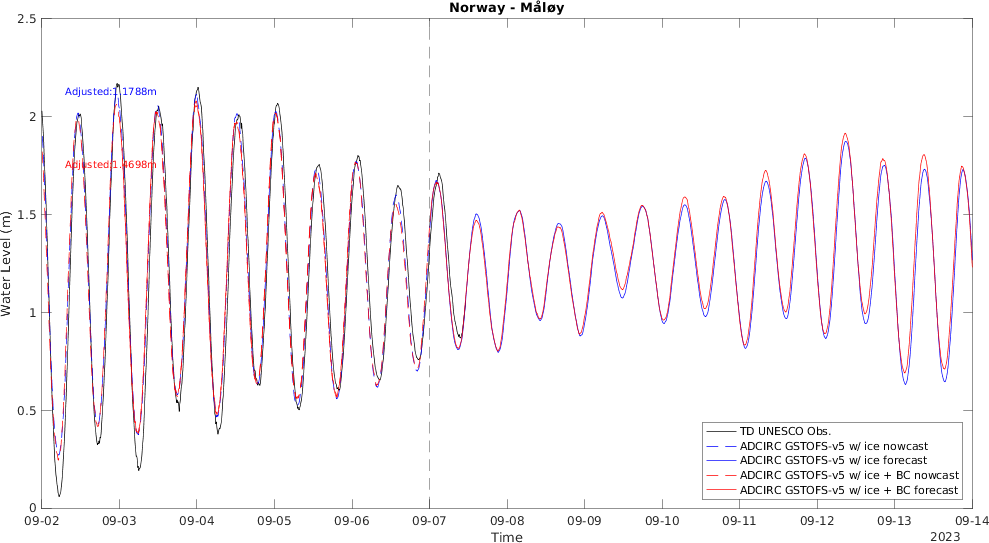 Norway - Måløy
2.5
2
1.5
1
0.5
0
Water Level (m)
Adjusted:1.1788m
Adjusted:1.4698m
TD UNESCO Obs.
ADCIRC GSTOFS-v5 w/ ice nowcast
ADCIRC GSTOFS-v5 w/ ice forecast
ADCIRC GSTOFS-v5 w/ ice + BC nowcast
ADCIRC GSTOFS-v5 w/ ice + BC forecast
09-02 09-03 09-04 09-05 09-06 09-07 09-08 09-09 09-10 09-11 09-12 09-13 09-14
Time
2023